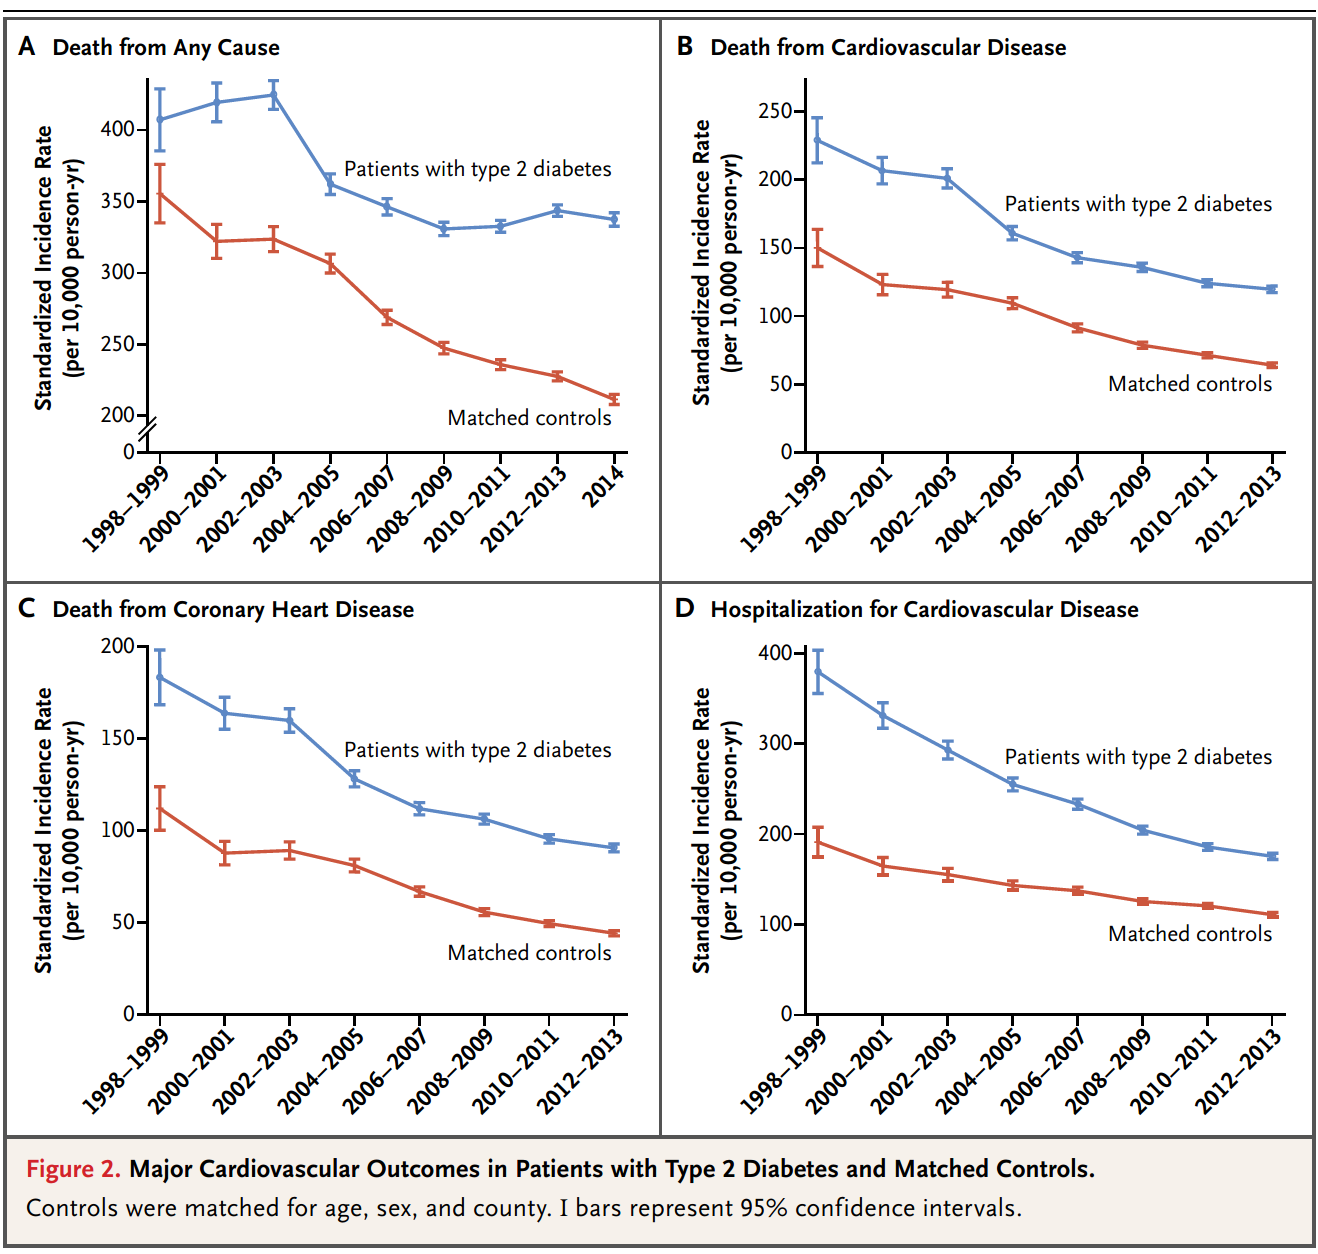 A Death from Any Cause
Standardized Incidence Rate
(per 10,000 person-yr)
400
350
300
250
200
0
Patients with type 2 diabetes
Matched controls
1998–1999
2000–2001
2002–2003
2004–2005
2006–2007
2008–2009
2010–2011
2012–2013
2014
B Death from Cardiovascular Disease
Standardized Incidence Rate
(per 10,000 person-yr)
250
200
150
100
50
0
Patients with type 2 diabetes
Matched controls
1998–1999
2000–2001
2002–2003
2004–2005
2006–2007
2008–2009
2010–2011
2012–2013
C Death from Coronary Heart Disease
Standardized Incidence Rate
(per 10,000 person-yr)
200
150
100
50
0
Patients with type 2 diabetes
Matched controls
1998–1999
2000–2001
2002–2003
2004–2005
2006–2007
2008–2009
2010–2011
2012–2013
D Hospitalization for Cardiovascular Disease
Standardized Incidence Rate
(per 10,000 person-yr)
400
300
200
100
0
Patients with type 2 diabetes
Matched controls
1998–1999
2000–2001
2002–2003
2004–2005
2006–2007
2008–2009
2010–2011
2012–2013
Figure 2. Major Cardiovascular Outcomes in Patients with Type 2 Diabetes and Matched Controls.
Controls were matched for age, sex, and county. I bars represent 95% confidence intervals.